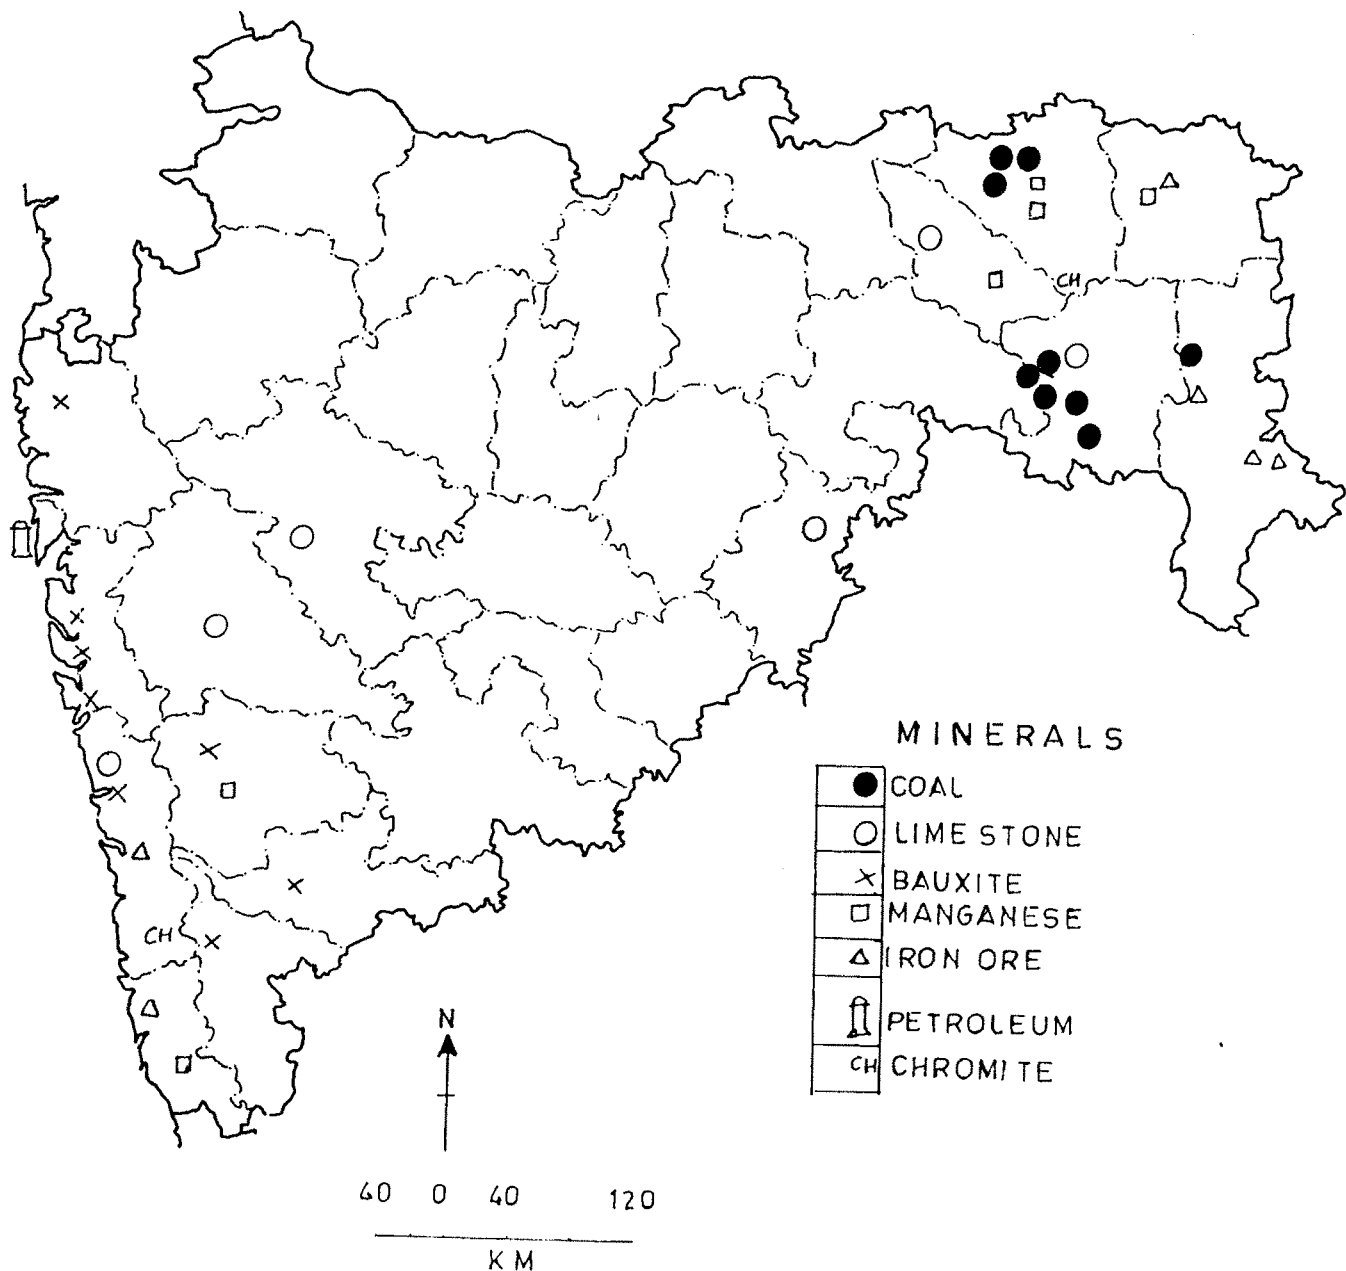 CH
MINERALS
COAL
LIME STONE
BAUXITE
MANGANESE
CH
IRON ORE
N
PETROLEUM
CH CHROMITE
40 0 40 120
KM